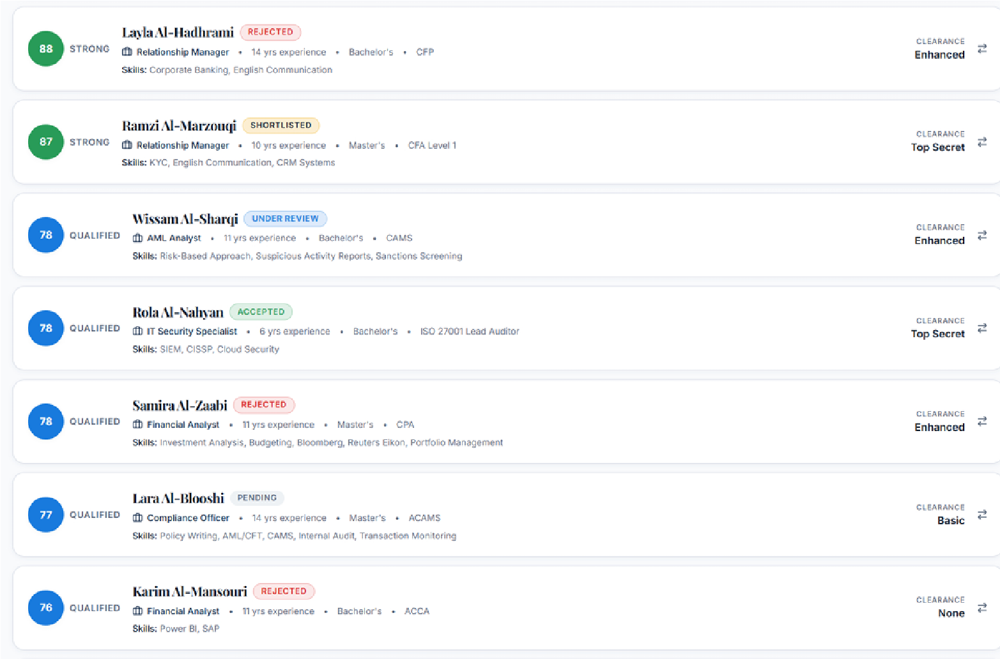 88 STRONG
Layla Al-Hadhrami REJECTED
Relationship Manager • 14 yrs experience • Bachelor's • CFP
Skills: Corporate Banking, English Communication
CLEARANCE
Enhanced
87 STRONG
Ramzi Al-Marzouqi SHORTLISTED
Relationship Manager • 10 yrs experience • Master's • CFA Level 1
Skills: KYC, English Communication, CRM Systems
CLEARANCE
Top Secret
78 QUALIFIED
Wissam Al-Sharqi UNDER REVIEW
AML Analyst • 11 yrs experience • Bachelor's • CAMS
Skills: Risk-Based Approach, Suspicious Activity Reports, Sanctions Screening
CLEARANCE
Enhanced
78 QUALIFIED
Rola Al-Nahyan ACCEPTED
IT Security Specialist • 6 yrs experience • Bachelor's • ISO 27001 Lead Auditor
Skills: SIEM, CISSP, Cloud Security
CLEARANCE
Top Secret
78 QUALIFIED
Samira Al-Zaabi REJECTED
Financial Analyst • 11 yrs experience • Master's • CPA
Skills: Investment Analysis, Budgeting, Bloomberg, Reuters Eikon, Portfolio Management
CLEARANCE
Enhanced
77 QUALIFIED
Lara Al-Blooshi PENDING
Compliance Officer • 14 yrs experience • Master's • ACAMS
Skills: Policy Writing, AML/CFT, CAMS, Internal Audit, Transaction Monitoring
CLEARANCE
Basic
76 QUALIFIED
Karim Al-Mansouri REJECTED
Financial Analyst • 11 yrs experience • Bachelor's • ACCA
Skills: Power BI, SAP
CLEARANCE
None